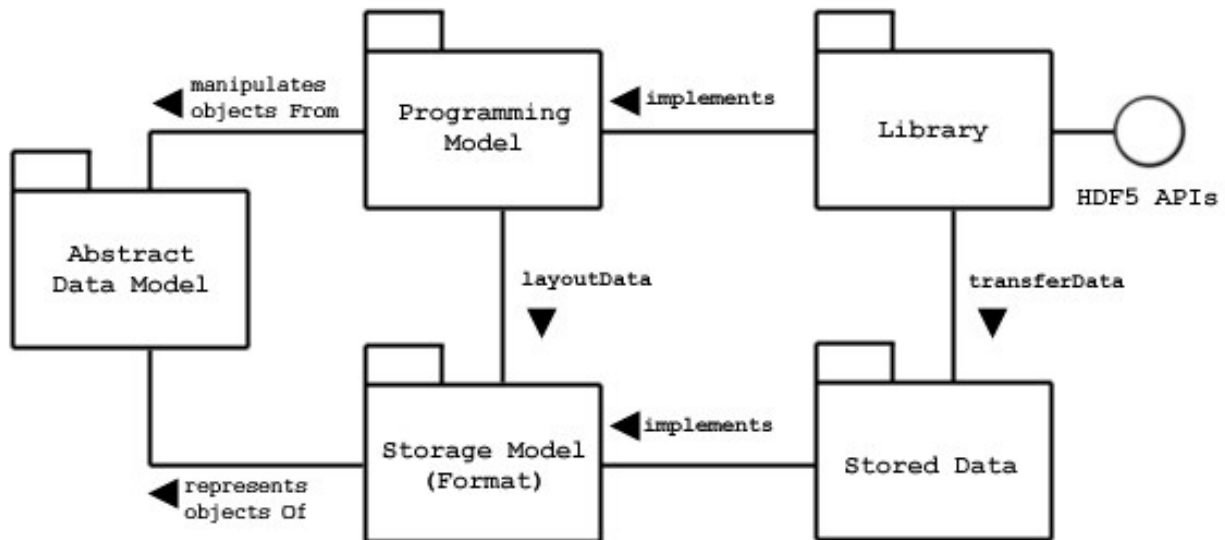 manipulates
objects From
Programming
Model
implements
Library
HDF5 APIs
Abstract
Data Model
layoutData
transferData
Storage Model
(Format)
implements
Stored Data
represents
objects Of